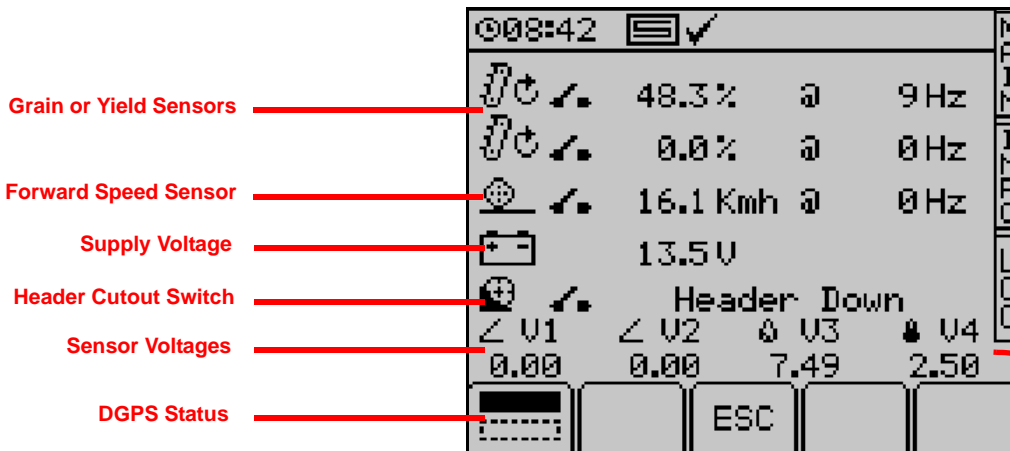 08:42
Grain or Yield Sensors
48.3% @ 9Hz
0.0% @ 0Hz
Forward Speed Sensor
16.1 Kmh @ 0Hz
Supply Voltage
13.5V
Header Cutout Switch
Header Down
Sensor Voltages
V1 V2 V3 V4
0.00 0.00 7.49 2.50
DGPS Status
ESC